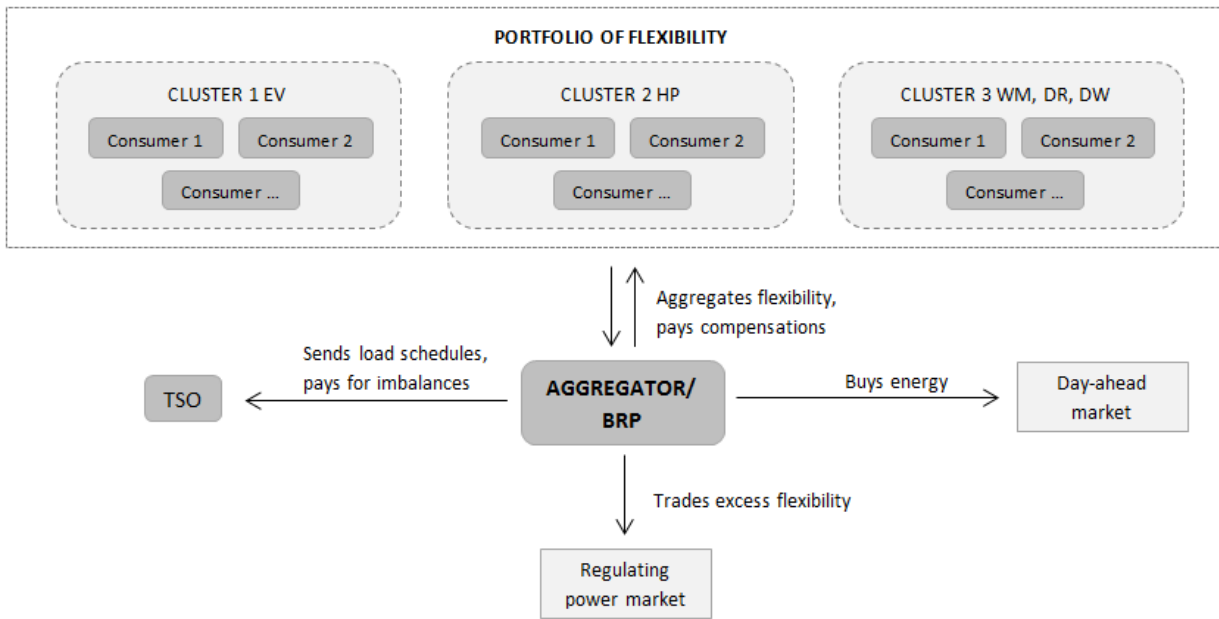 PORTFOLIO OF FLEXIBILITY
CLUSTER 1 EV
Consumer 1
Consumer 2
Consumer ...
CLUSTER 2 HP
Consumer 1
Consumer 2
Consumer ...
CLUSTER 3 WM, DR, DW
Consumer 1
Consumer 2
Consumer ...
Aggregates flexibility,
pays compensations
Sends load schedules,
pays for imbalances
TSO
AGGREGATOR/
BRP
Buys energy
Day-ahead
market
Trades excess flexibility
Regulating
power market